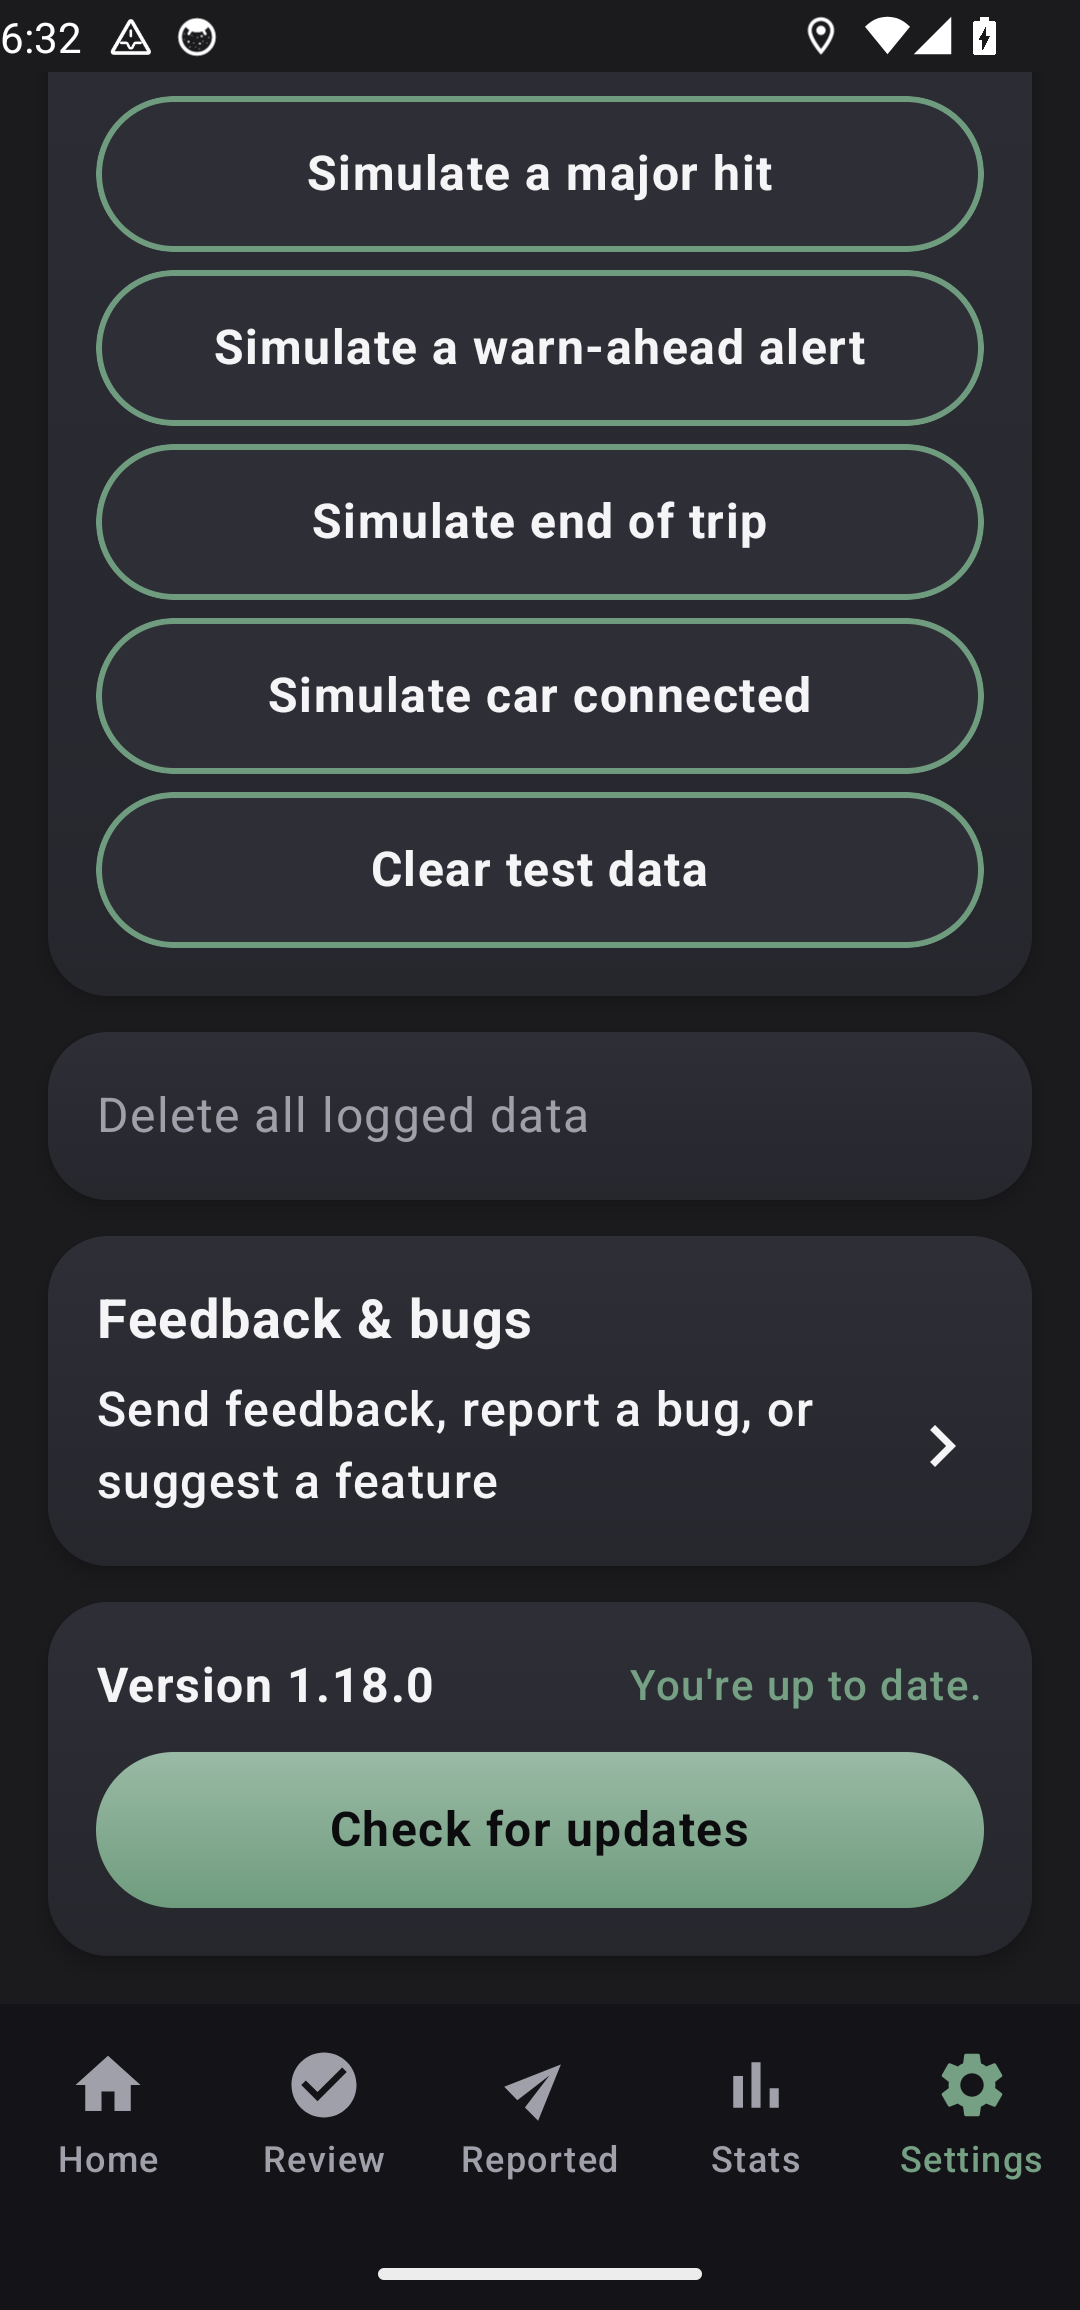 6:32
Simulate a major hit
Simulate a warn-ahead alert
Simulate end of trip
Simulate car connected
Clear test data
Delete all logged data
Feedback & bugs
Send feedback, report a bug, or
suggest a feature
Version 1.18.0
You're up to date.
Check for updates
Home
Review
Reported
Stats
Settings